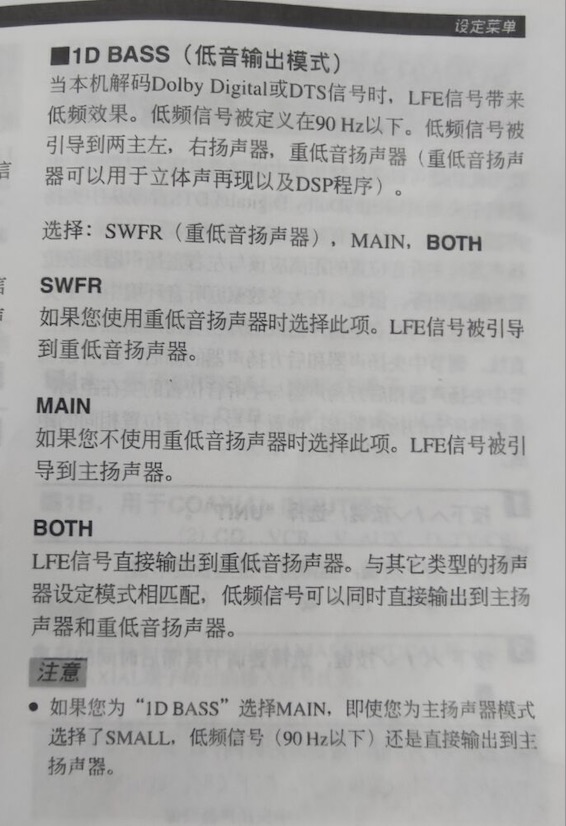 设定菜单
■1D BASS（低音输出模式）
当本机解码Dolby Digital或DTS信号时，LFE信号带来
低频效果。低频信号被定义在90 Hz以下。低频信号被
引导到两主左，右扬声器，重低音扬声器（重低音扬声
器可以用于立体声再现以及DSP程序）。
选择：SWFR（重低音扬声器），MAIN，BOTH
SWFR
如果您使用重低音扬声器时选择此项。LFE信号被引导
到重低音扬声器。
MAIN
如果您不使用重低音扬声器时选择此项。LFE信号被引
导到主扬声器。
BOTH
LFE信号直接输出到重低音扬声器。与其它类型的扬声
器设定模式相匹配，低频信号可以同时直接输出到主扬
声器和重低音扬声器。
注意
● 如果您为“1D BASS”选择MAIN，即使您为主扬声器模式
选择了SMALL，低频信号（90 Hz以下）还是直接输出到主
扬声器。